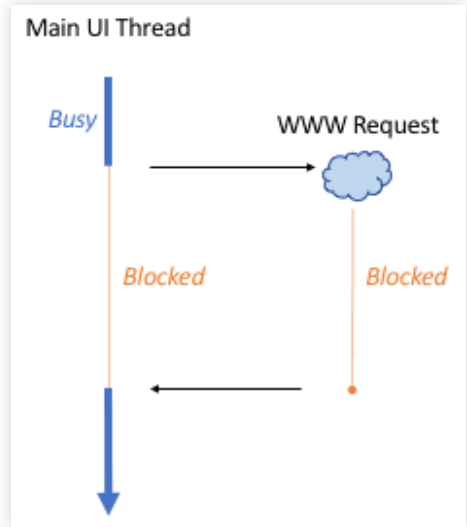 Main UI Thread
Busy
WWW Request
Blocked
Blocked